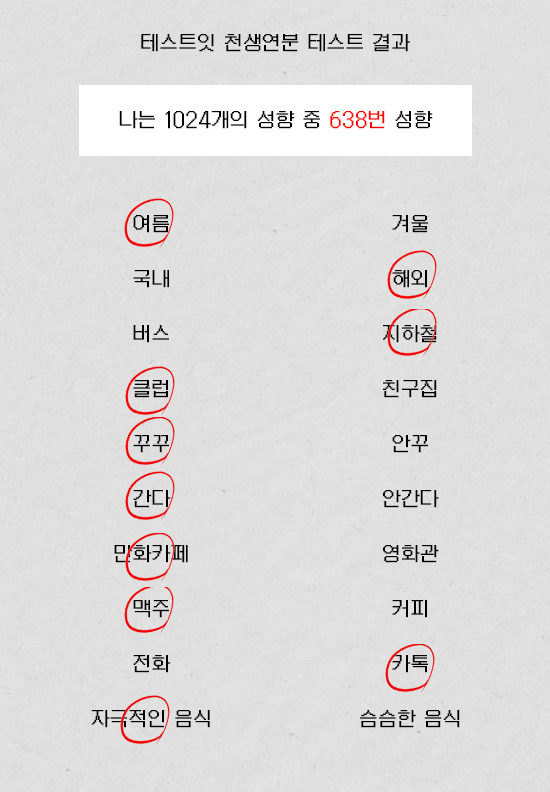 테스트잇 천생연분 테스트 결과
나는 1024개의 성향 중 638번 성향
여름 겨울
국내 해외
버스 지하철
클럽 친구집
꾸꾸 안꾸
간다 안간다
만화카페 영화관
맥주 커피
전화 카톡
자극적인 음식 슴슴한 음식